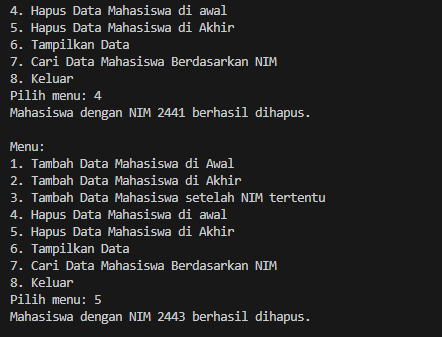 4. Hapus Data Mahasiswa di awal
5. Hapus Data Mahasiswa di Akhir
6. Tampilkan Data
7. Cari Data Mahasiswa Berdasarkan NIM
8. Keluar
Pilih menu: 4
Mahasiswa dengan NIM 2441 berhasil dihapus.

Menu:
1. Tambah Data Mahasiswa di Awal
2. Tambah Data Mahasiswa di Akhir
3. Tambah Data Mahasiswa setelah NIM tertentu
4. Hapus Data Mahasiswa di awal
5. Hapus Data Mahasiswa di Akhir
6. Tampilkan Data
7. Cari Data Mahasiswa Berdasarkan NIM
8. Keluar
Pilih menu: 5
Mahasiswa dengan NIM 2443 berhasil dihapus.